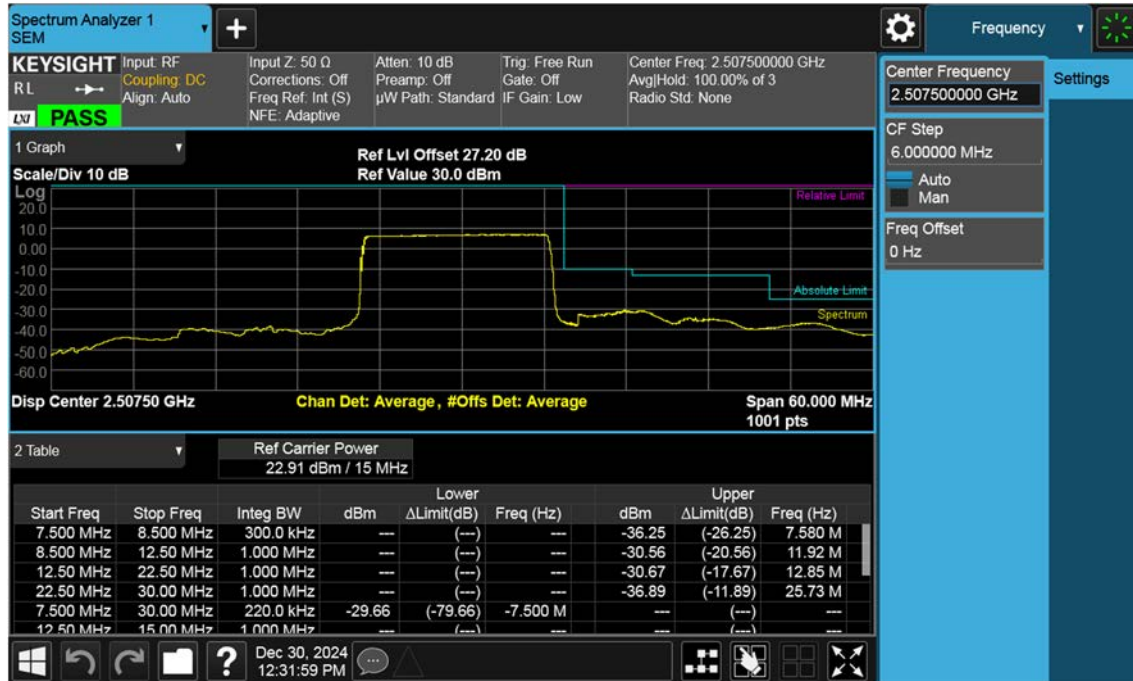 Spectrum Analyzer 1
SEM
+
Frequency
KEYSIGHT
R L
LXI
PASS
Input: RF
Coupling: DC
Align: Auto
Input Z: 50 Ω
Corrections: Off
Freq Ref: Int (S)
NFE: Adaptive
Atten: 10 dB
Preamp: Off
µW Path: Standard
Trig: Free Run
Gate: Off
IF Gain: Low
Center Freq: 2.507500000 GHz
Avg|Hold: 100.00% of 3
Radio Std: None
Center Frequency
2.507500000 GHz
Settings
CF Step
6.000000 MHz
Auto
Man
Freq Offset
0 Hz
1 Graph
Scale/Div 10 dB
Ref Lvl Offset 27.20 dB
Ref Value 30.0 dBm
Log
20.0
10.0
0.00
-10.0
-20.0
-30.0
-40.0
-50.0
-60.0
Relative Limit
Absolute Limit
Spectrum
Disp Center 2.50750 GHz
Chan Det: Average, #Offs Det: Average
Span 60.000 MHz
1001 pts
2 Table
Ref Carrier Power
22.91 dBm / 15 MHz
Lower Upper
Start Freq Stop Freq Integ BW dBm ΔLimit(dB) Freq (Hz) dBm ΔLimit(dB) Freq (Hz)
7.500 MHz 8.500 MHz 300.0 kHz --- (---) --- -36.25 (-26.25) 7.580 M
8.500 MHz 12.50 MHz 1.000 MHz --- (---) --- -30.56 (-20.56) 11.92 M
12.50 MHz 22.50 MHz 1.000 MHz --- (---) --- -30.67 (-17.67) 12.85 M
22.50 MHz 30.00 MHz 1.000 MHz --- (---) --- -36.89 (-11.89) 25.73 M
7.500 MHz 30.00 MHz 220.0 kHz -29.66 (-79.66) -7.500 M --- (---) ---
12.50 MHz 15.00 MHz 1.000 MHz --- (---) --- --- (---) ---
?
Dec 30, 2024
12:31:59 PM